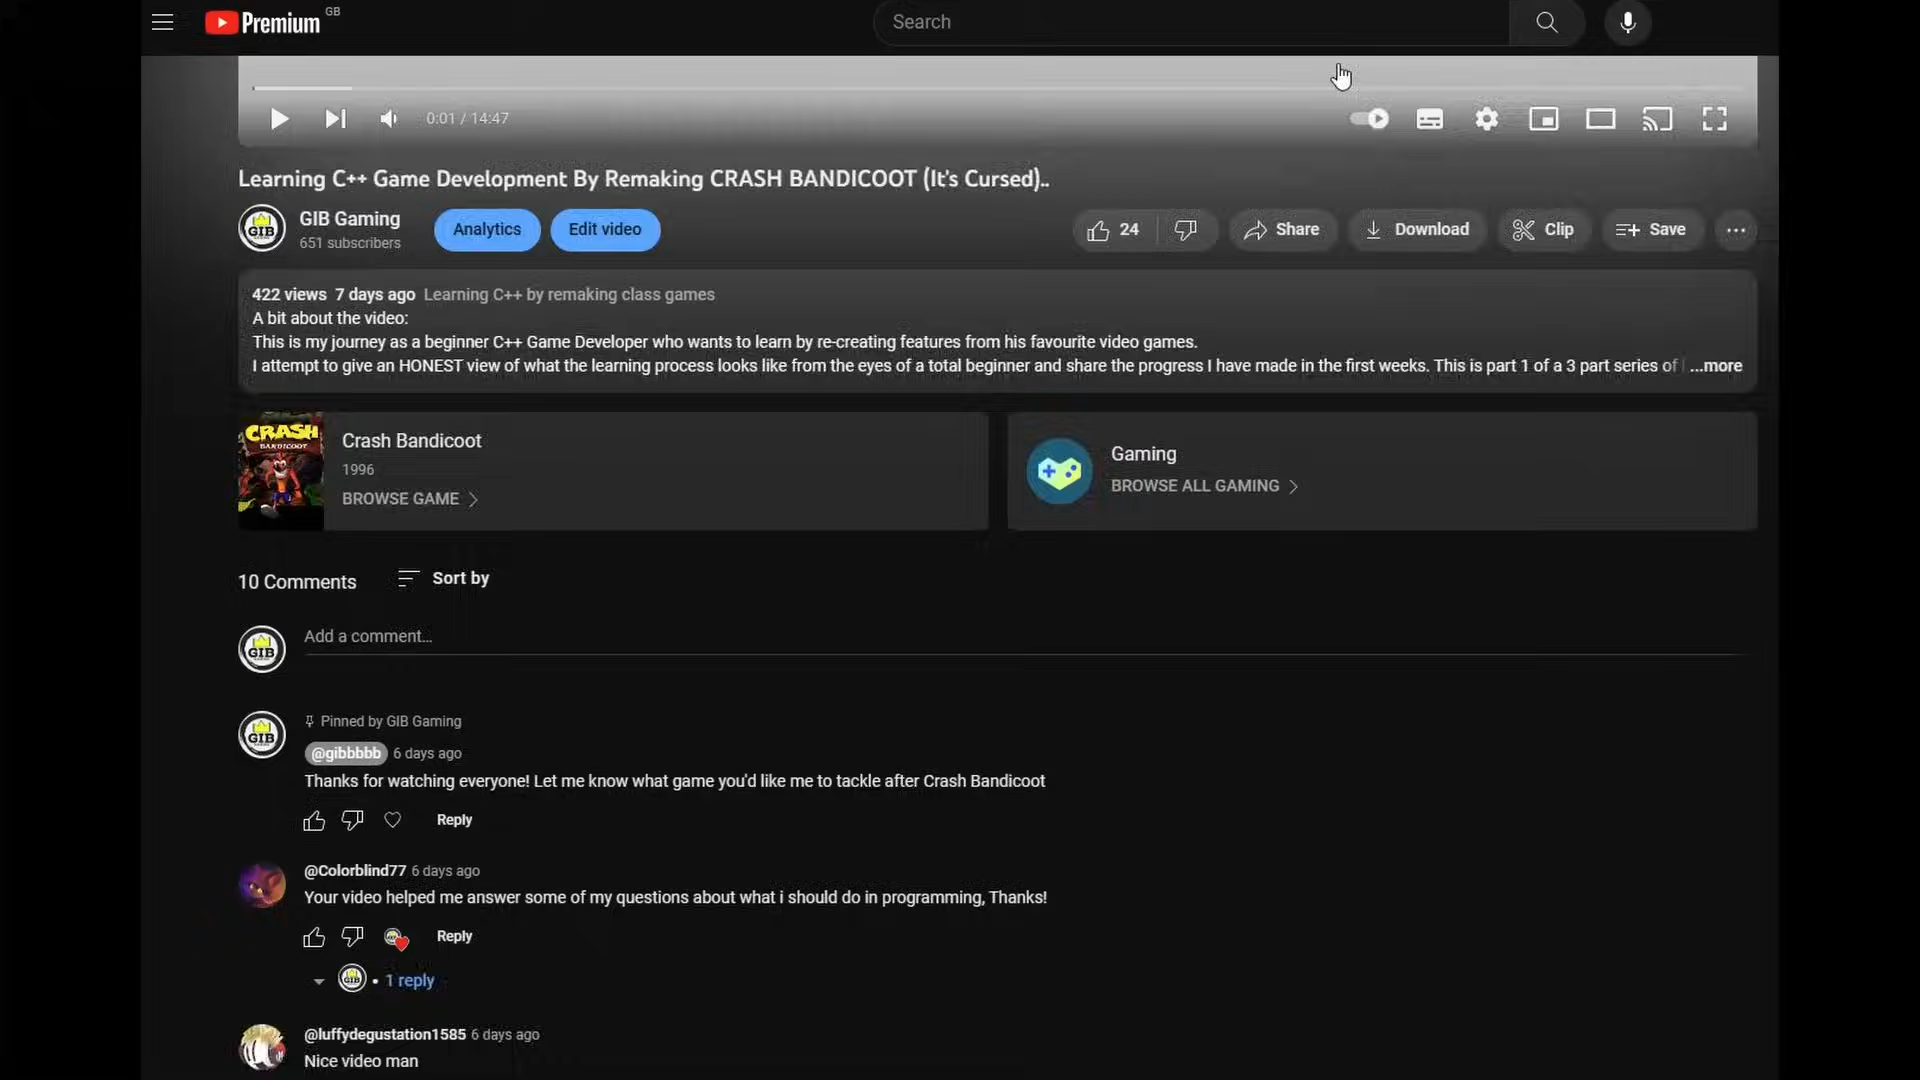 Premium GB
Search
0:01 / 14:47
Learning C++ Game Development By Remaking CRASH BANDICOOT (It's Cursed)..
GIB Gaming
651 subscribers
Analytics
Edit video
24
Share
Download
Clip
Save
422 views 7 days ago Learning C++ by remaking class games
A bit about the video:
This is my journey as a beginner C++ Game Developer who wants to learn by re-creating features from his favourite video games.
I attempt to give an HONEST view of what the learning process looks like from the eyes of a total beginner and share the progress I have made in the first weeks. This is part 1 of a 3 part series of ...more
CRASH
BANDICOOT
Crash Bandicoot
1996
BROWSE GAME
Gaming
BROWSE ALL GAMING
10 Comments
Sort by
GIB
Add a comment...
GIB
Pinned by GIB Gaming
@gibbbbb 6 days ago
Thanks for watching everyone! Let me know what game you'd like me to tackle after Crash Bandicoot
Reply
@Colorblind77 6 days ago
Your video helped me answer some of my questions about what i should do in programming, Thanks!
Reply
GIB • 1 reply
@luffydegustation1585 6 days ago
Nice video man